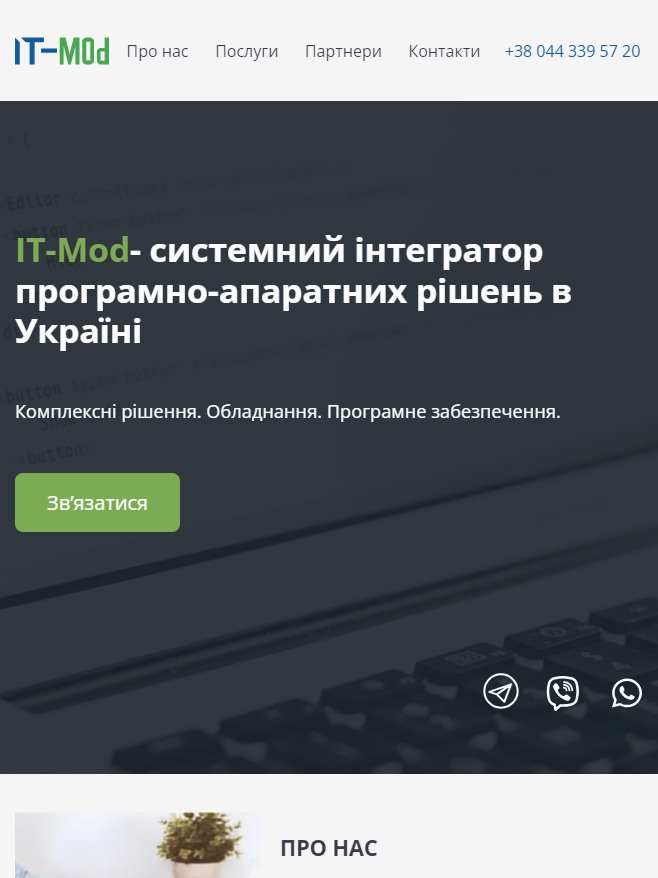 IT-MOd
Про нас
Послуги
Партнери
Контакти
+38 044 339 57 20
IT-Mod- системний інтегратор
програмно-апаратних рішень в
Україні
Комплексні рішення. Обладнання. Програмне забезпечення.
Зв’язатися
ПРО НАС